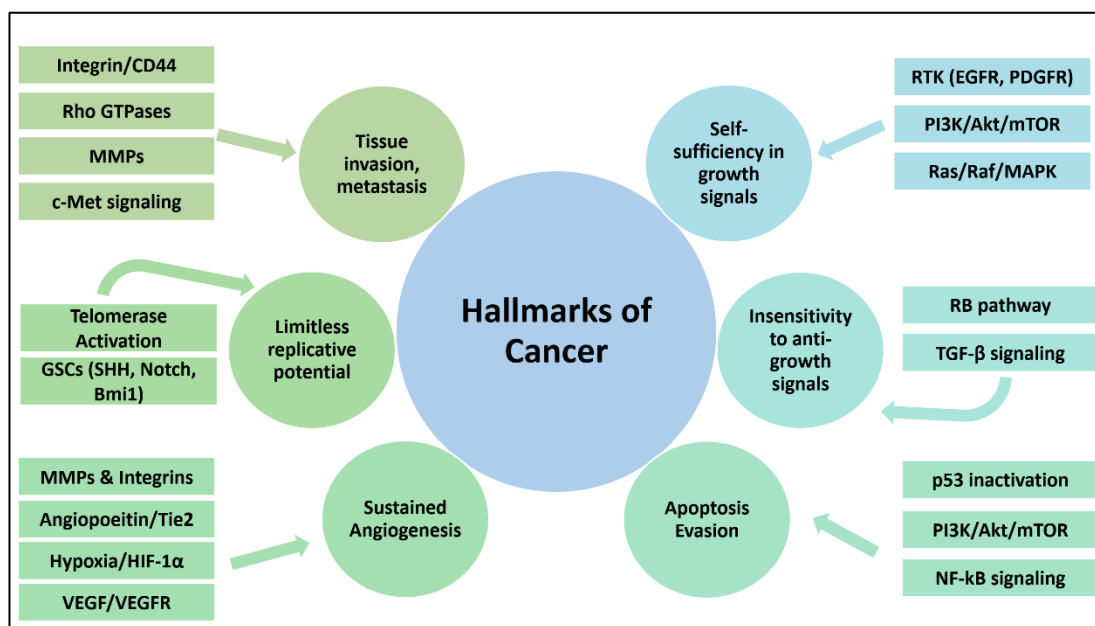 Integrin/CD44
Rho GTPases
MMPs
c-Met signaling
Tissue
invasion,
metastasis
Self-
sufficiency in
growth
signals
RTK (EGFR, PDGFR)
PI3K/Akt/mTOR
Ras/Raf/MAPK
Telomerase
Activation
GSCs (SHH, Notch,
Bmi1)
Limitless
replicative
potential
Hallmarks of
Cancer
Insensitivity
to anti-
growth
signals
RB pathway
TGF-β signaling
MMPs & Integrins
Angiopoeitin/Tie2
Hypoxia/HIF-1α
VEGF/VEGFR
Sustained
Angiogenesis
Apoptosis
Evasion
p53 inactivation
PI3K/Akt/mTOR
NF-kB signaling